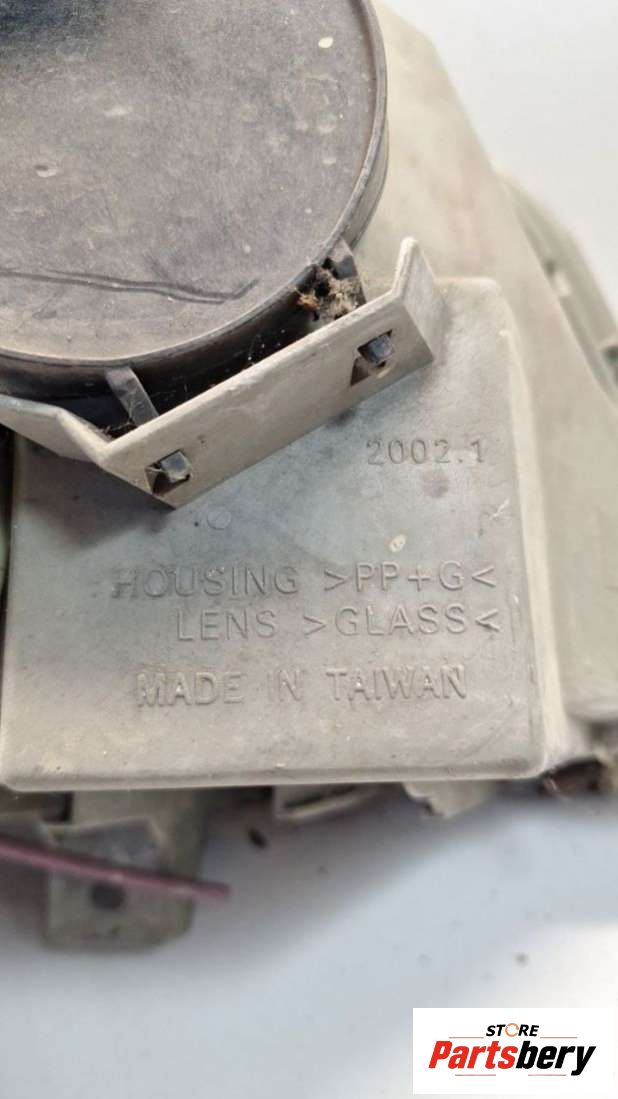 2002.1
HOUSING >PP+G<
LENS >GLASS<
MADE IN TAIWAN
STORE
Partsbery